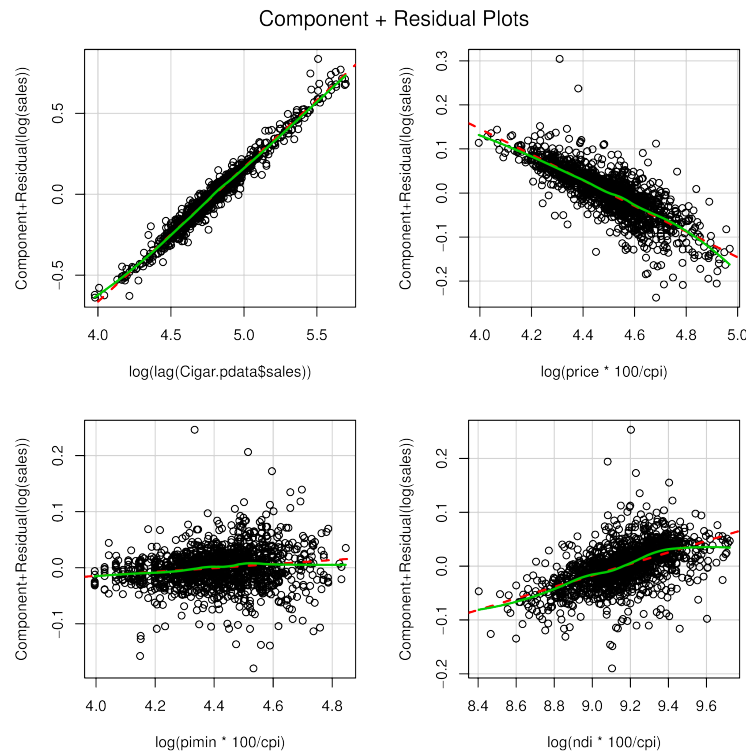 Component + Residual Plots
Component+Residual(log(sales))
0.5
0.0
−0.5
4.0 4.5 5.0 5.5
log(lag(Cigar.pdata$sales))
Component+Residual(log(sales))
0.3
0.2
0.1
0.0
−0.1
−0.2
4.0 4.2 4.4 4.6 4.8 5.0
log(price * 100/cpi)
Component+Residual(log(sales))
0.2
0.1
0.0
−0.1
4.0 4.2 4.4 4.6 4.8
log(pimin * 100/cpi)
Component+Residual(log(sales))
0.2
0.1
0.0
−0.1
−0.2
8.4 8.6 8.8 9.0 9.2 9.4 9.6
log(ndi * 100/cpi)